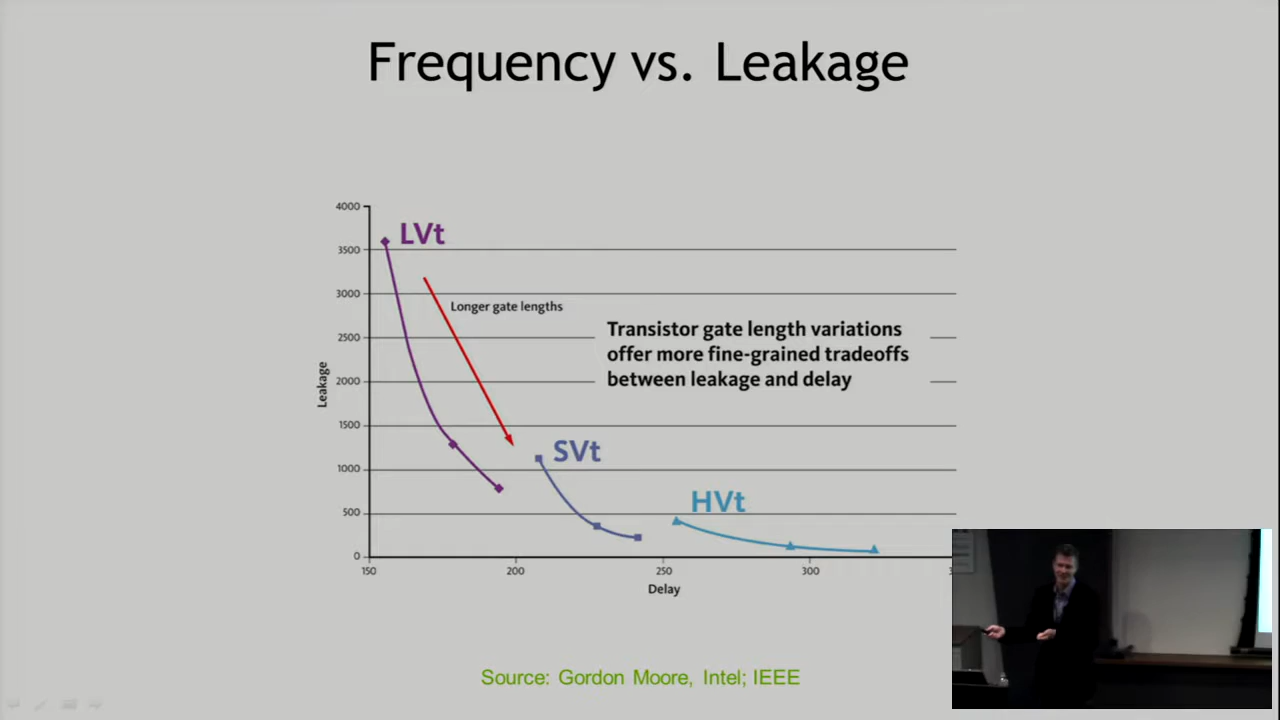 Frequency vs. Leakage
4000
3500
3000
2500
2000
1500
1000
500
0
Leakage
LVt
Longer gate lengths
Transistor gate length variations
offer more fine-grained tradeoffs
between leakage and delay
SVt
HVt
150
200
250
300
Delay
Source: Gordon Moore, Intel; IEEE